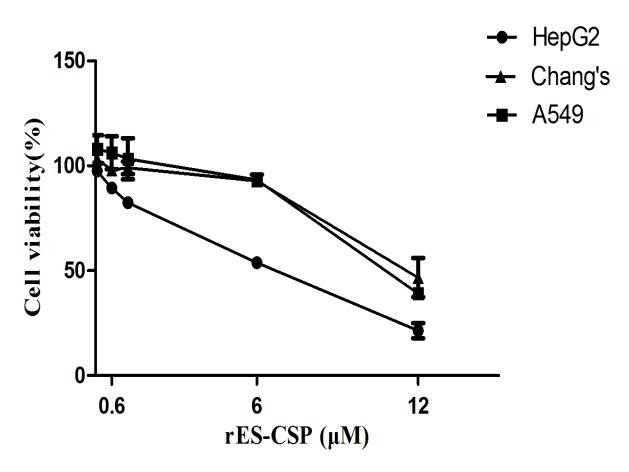 HepG2
Chang's
A549
150
100
50
0
Cell viability(%)
0.6 6 12
rES-CSP (μM)